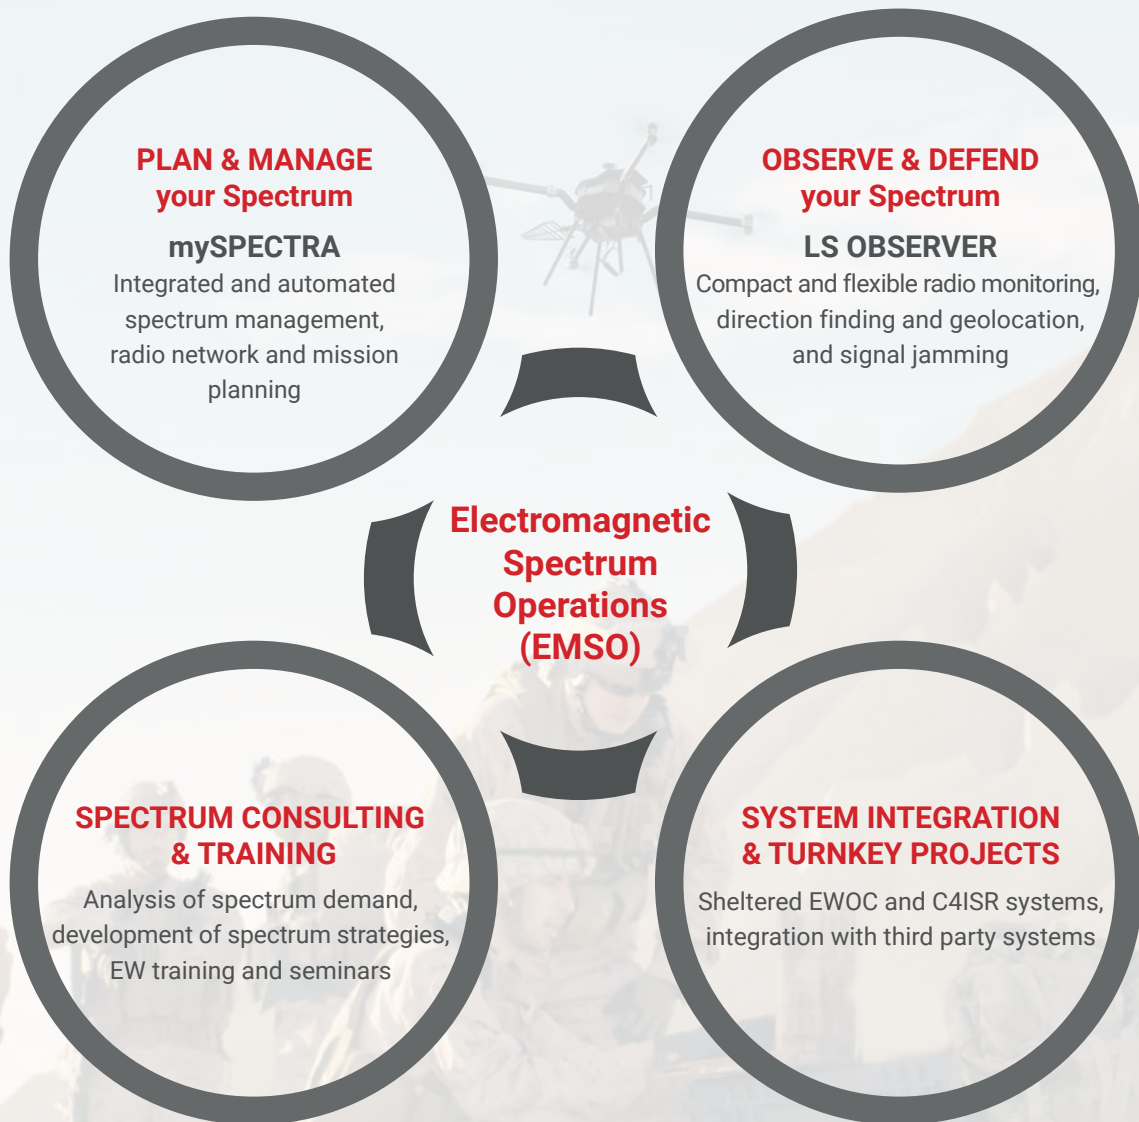 PLAN & MANAGE
your Spectrum
mySPECTRA
Integrated and automated
spectrum management,
radio network and mission
planning
OBSERVE & DEFEND
your Spectrum
LS OBSERVER
Compact and flexible radio monitoring,
direction finding and geolocation,
and signal jamming
Electromagnetic
Spectrum
Operations
(EMSO)
SPECTRUM CONSULTING
& TRAINING
Analysis of spectrum demand,
development of spectrum strategies,
EW training and seminars
SYSTEM INTEGRATION
& TURNKEY PROJECTS
Sheltered EWOC and C4ISR systems,
integration with third party systems